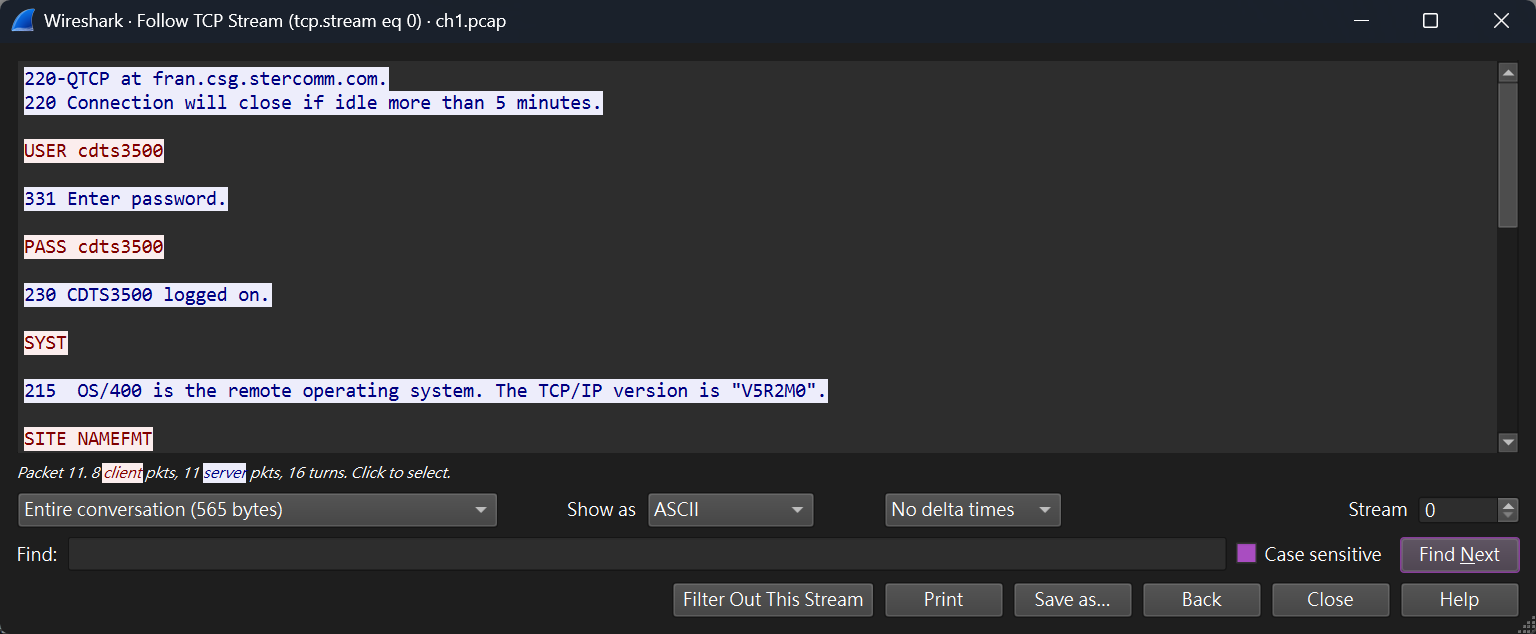 Wireshark · Follow TCP Stream (tcp.stream eq 0) · ch1.pcap
220-QTCP at fran.csg.stercomm.com.
220 Connection will close if idle more than 5 minutes.
USER cdts3500
331 Enter password.
PASS cdts3500
230 CDTS3500 logged on.
SYST
215  OS/400 is the remote operating system. The TCP/IP version is "V5R2M0".
SITE NAMEFMT
Packet 11. 8 client pkts, 11 server pkts, 16 turns. Click to select.
Entire conversation (565 bytes) Show as ASCII No delta times Stream 0
Find: Case sensitive Find Next
Filter Out This Stream Print Save as... Back Close Help